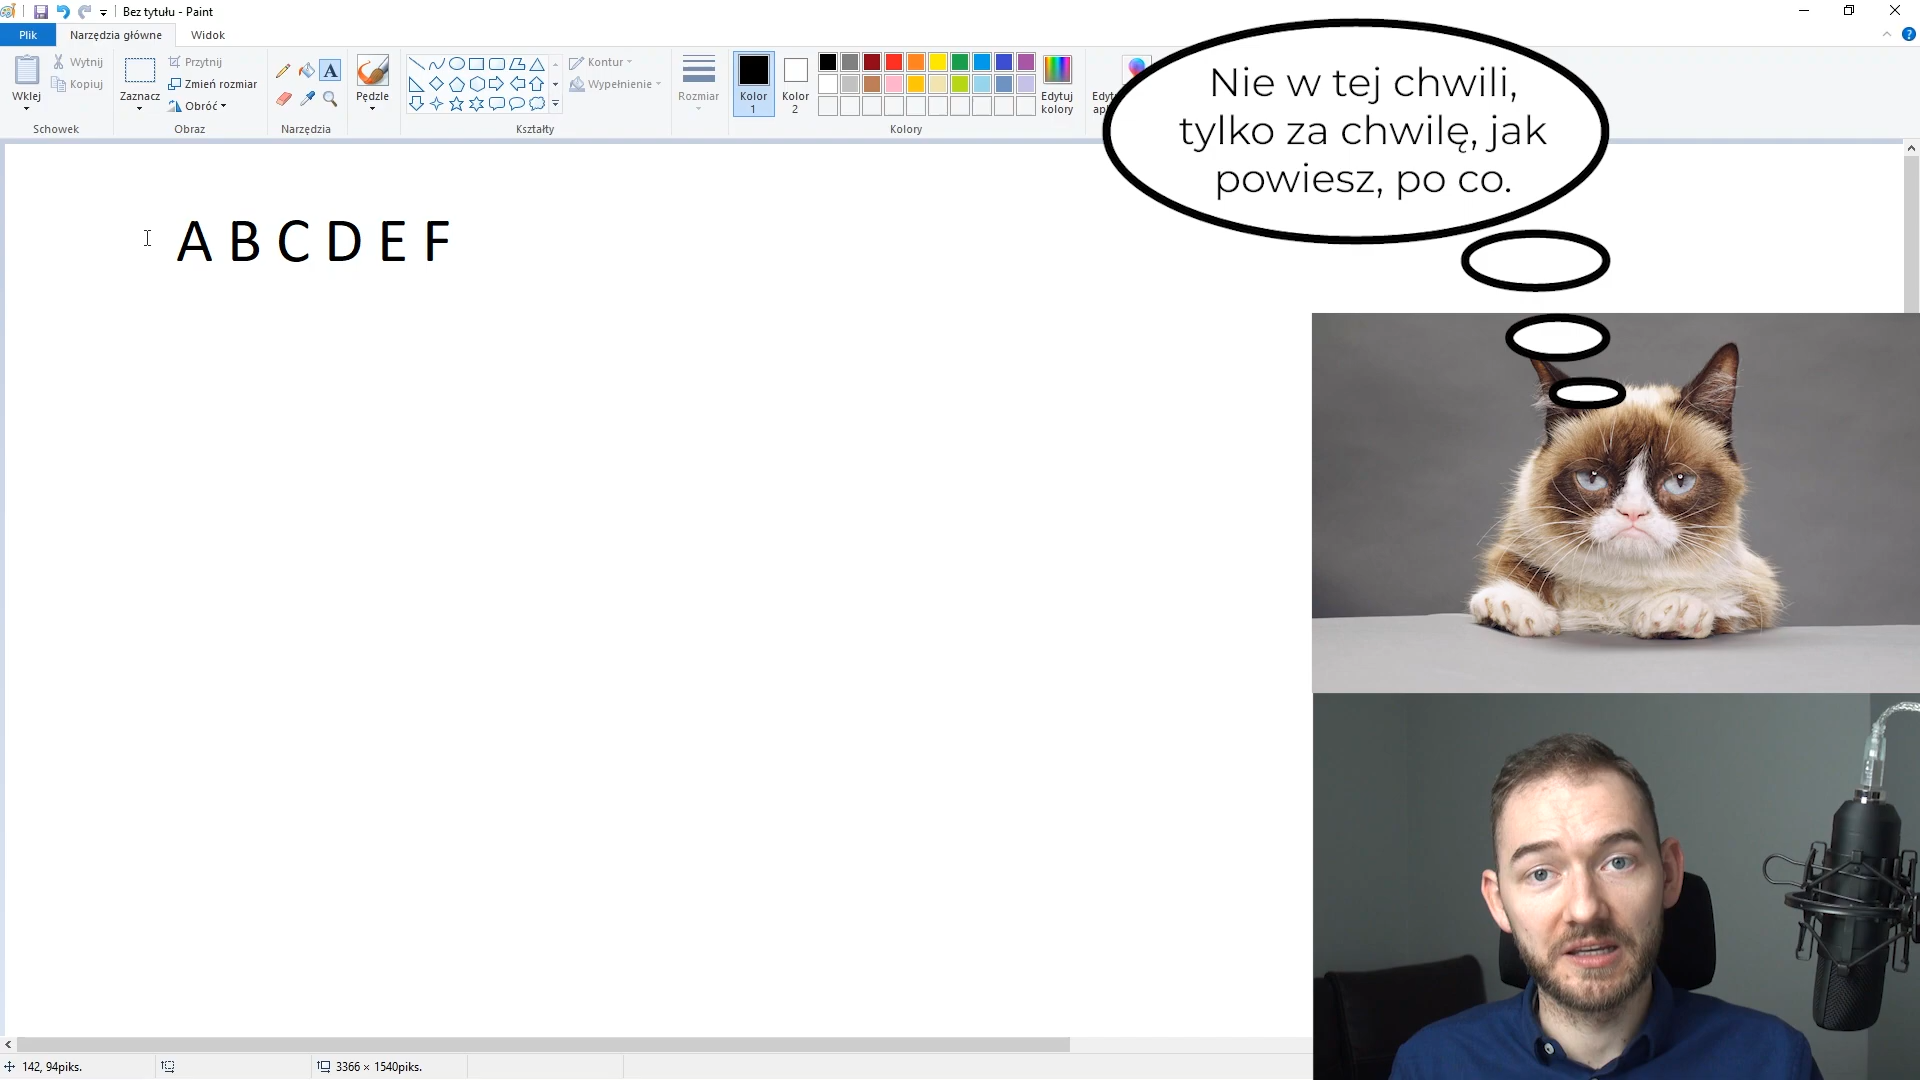 Bez tytułu - Paint
Plik
Narzędzia główne
Widok
Wklej
Wytnij
Kopiuj
Schowek
Zaznacz
Przytnij
Zmień rozmiar
Obróć
Obraz
A
Narzędzia
Pędzle
Kształty
Kontur
Wypełnienie
Rozmiar
Kolor
1
Kolor
2
Edytuj
kolory
Kolory
Nie w tej chwili,
tylko za chwilę, jak
powiesz, po co.
A B C D E F
142, 94piks.
3366 × 1540piks.